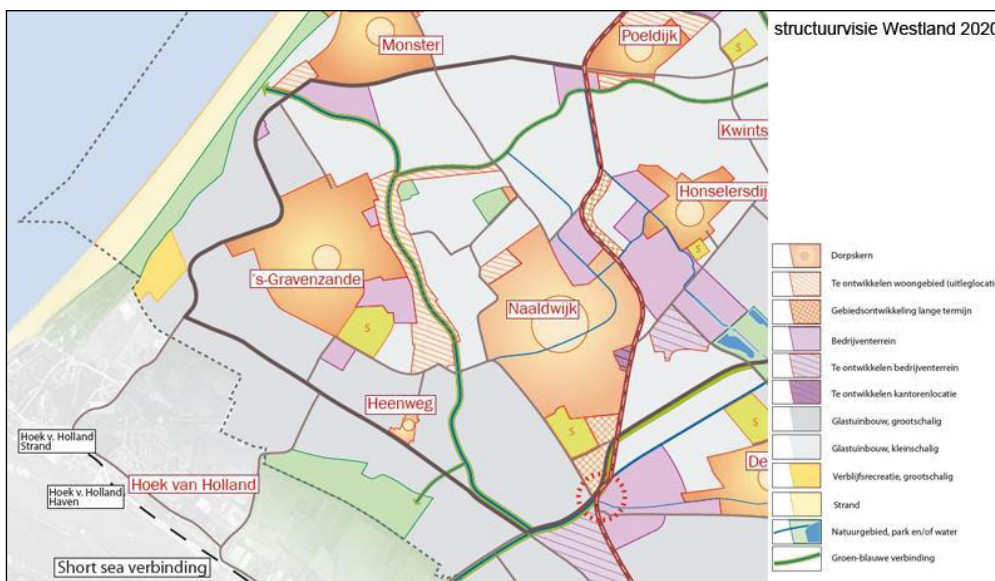 structuurvisie Westland 2020
Monster
Poeldijk
Kwints
Honselersdij
's-Gravenzande
Naaldwijk
Heenweg
De
Hoek v. Holland
Strand
Hoek v. Holland.
Haven
Hoek van Holland
Short sea verbinding
S
S
S
S
S
Dorpskern
Te ontwikkelen woongebied (uitleglocati
Gebiedsontwikkeling lange termijn
Bedrijventerrein
Te ontwikkelen bedrijventerrein
Te ontwikkelen kantorenlocatie
Glastuinbouw, grootschalig
Glastuinbouw, kleinschalig
Verblijfsrecreatie, grootschalig
Strand
Natuurgebied, park en/of water
Groen-blauwe verbinding